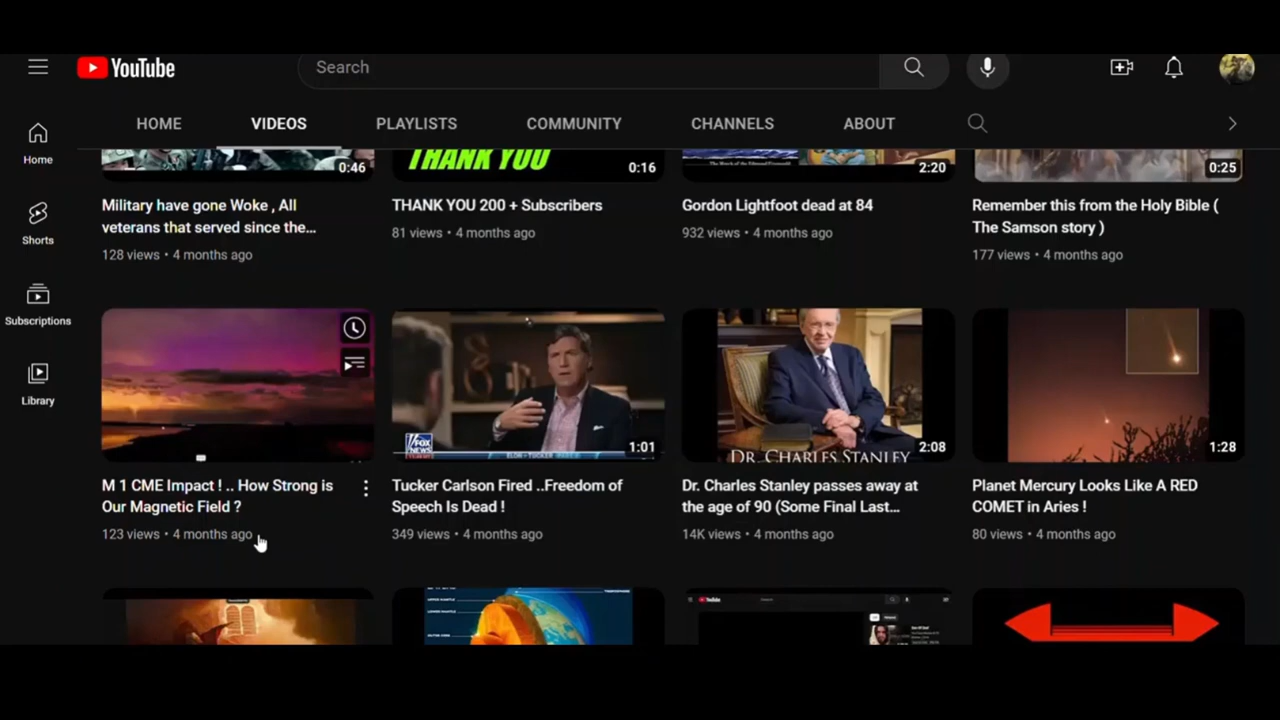 YouTube
Search
HOME
VIDEOS
PLAYLISTS
COMMUNITY
CHANNELS
ABOUT
Home
Shorts
Subscriptions
Library
0:46
THANK YOU
0:16
2:20
0:25
Military have gone Woke , All
veterans that served since the...
128 views • 4 months ago
THANK YOU 200 + Subscribers
81 views • 4 months ago
Gordon Lightfoot dead at 84
932 views • 4 months ago
Remember this from the Holy Bible (
The Samson story )
177 views • 4 months ago
FOX
NEWS
ELON + TUCKER
1:01
DR. CHARLES STANLEY
2:08
1:28
M 1 CME Impact ! .. How Strong is
Our Magnetic Field ?
123 views • 4 months ago
Tucker Carlson Fired ..Freedom of
Speech Is Dead !
349 views • 4 months ago
Dr. Charles Stanley passes away at
the age of 90 (Some Final Last...
14K views • 4 months ago
Planet Mercury Looks Like A RED
COMET in Aries !
80 views • 4 months ago
YouTube